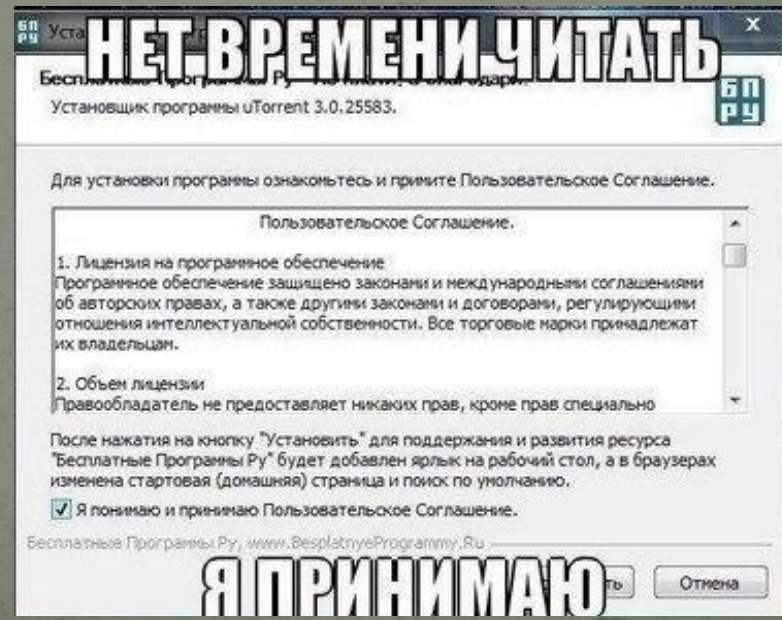 БП
РУ Уста
НЕТ ВРЕМЕНИ ЧИТАТЬ
X
Установщик программы uTorrent 3.0.25583.
БП
РУ
Для установки программы ознакомьтесь и примите Пользовательское Соглашение.
Пользовательское Соглашение.
1. Лицензия на программное обеспечение
Программное обеспечение защищено законами и международными соглашениями
об авторских правах, а также другими законами и договорами, регулирующими
отношения интеллектуальной собственности. Все торговые марки принадлежат
их владельцам.
2. Объем лицензии
Правообладатель не предоставляет никаких прав, кроме прав специально
После нажатия на кнопку "Установить" для поддержания и развития ресурса
"Бесплатные Программы Ру" будет добавлен ярлык на рабочий стол, а в браузерах
изменена стартовая (домашняя) страница и поиск по умолчанию.
Я понимаю и принимаю Пользовательское Соглашение.
Бесплатные Программы Ру, www.BesplatnyeProgrammy.Ru
Я ПРИНИМАЮ
ть
Отмена